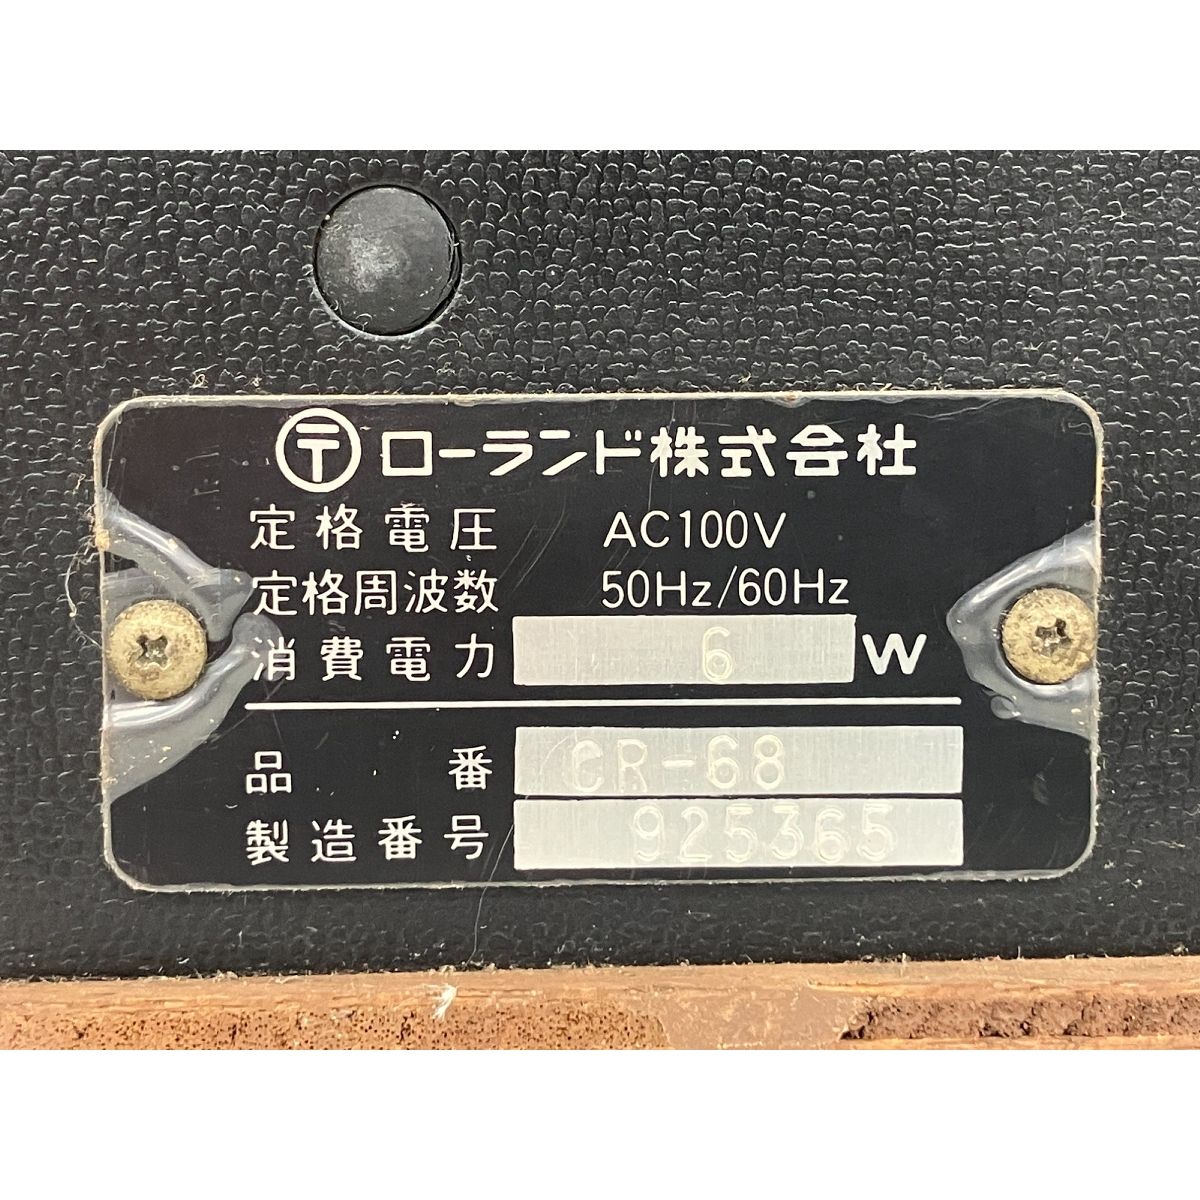 〒 ローランド株式会社
定格電圧 AC100V
定格周波数 50Hz/60Hz
消費電力 6 W
品番 CR-68
製造番号 925365